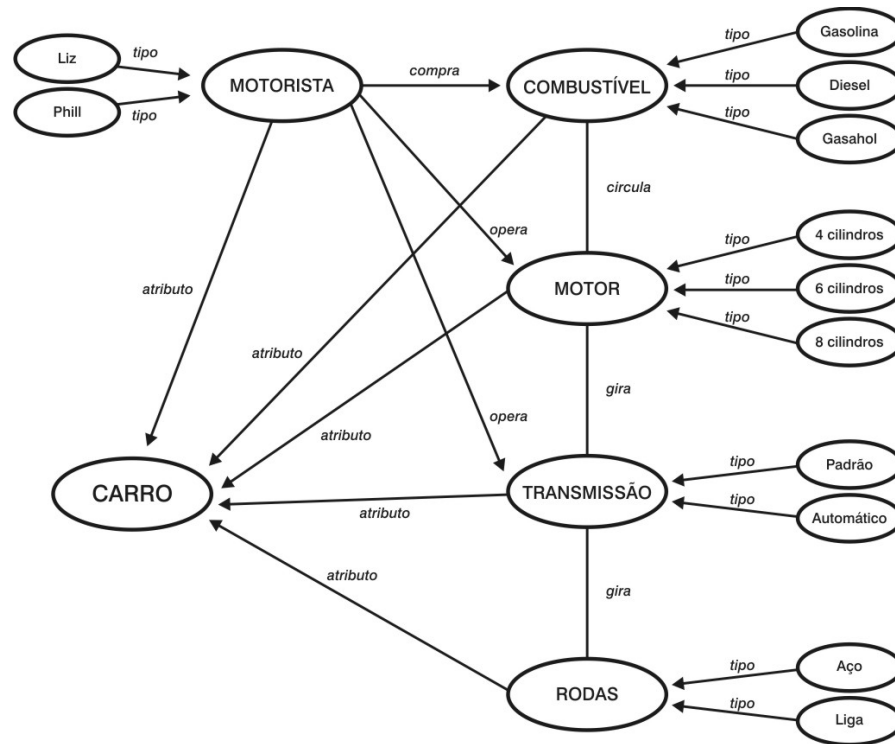 Liz
tipo
Phill
tipo
MOTORISTA
compra
COMBUSTÍVEL
tipo
Gasolina
tipo
Diesel
tipo
Gasahol
circula
opera
atributo
MOTOR
tipo
4 cilindros
tipo
6 cilindros
tipo
8 cilindros
atributo
gira
atributo
opera
CARRO
TRANSMISSÃO
tipo
Padrão
tipo
Automático
atributo
atributo
gira
RODAS
tipo
Aço
tipo
Liga